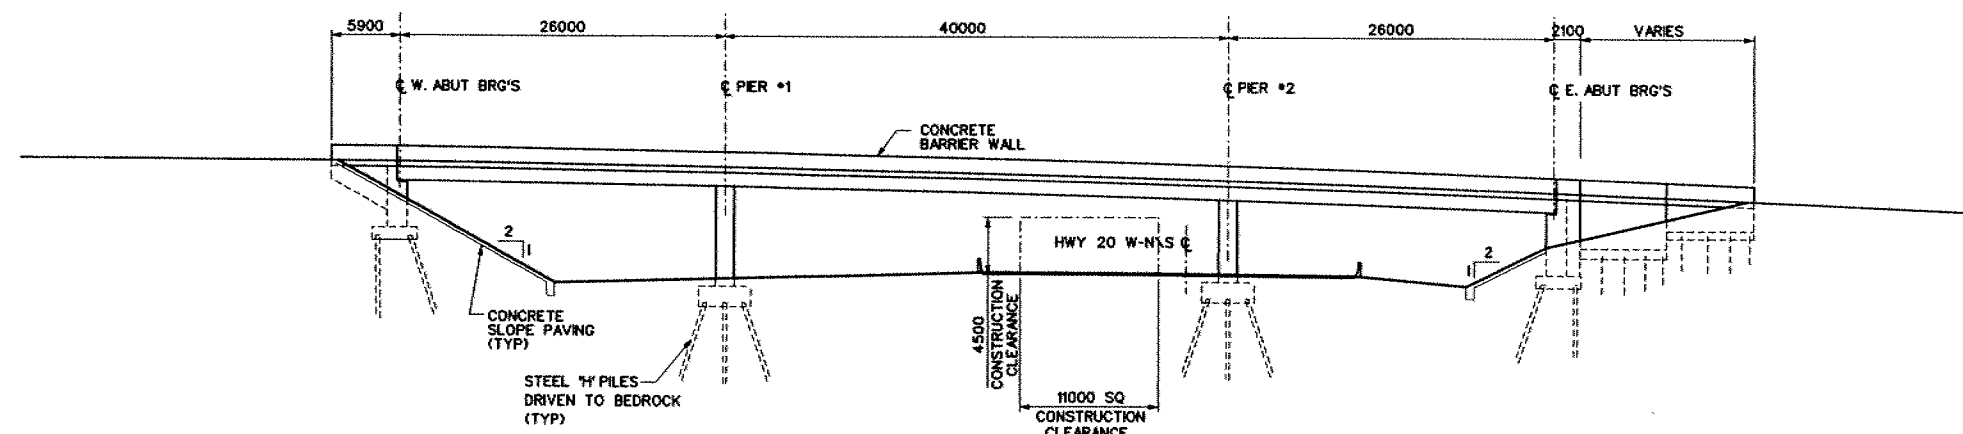 5900
26000
40000
26000
2100
VARIES
℄ W. ABUT BRG'S
℄ PIER #1
℄ PIER #2
℄ E. ABUT BRG'S
CONCRETE
BARRIER WALL
HWY 20 W-N\S ℄
2
1
2
1
4500
CONSTRUCTION
CLEARANCE
CONCRETE
SLOPE PAVING
(TYP)
STEEL 'H' PILES
DRIVEN TO BEDROCK
(TYP)
11000 SQ
CONSTRUCTION
CLEARANCE